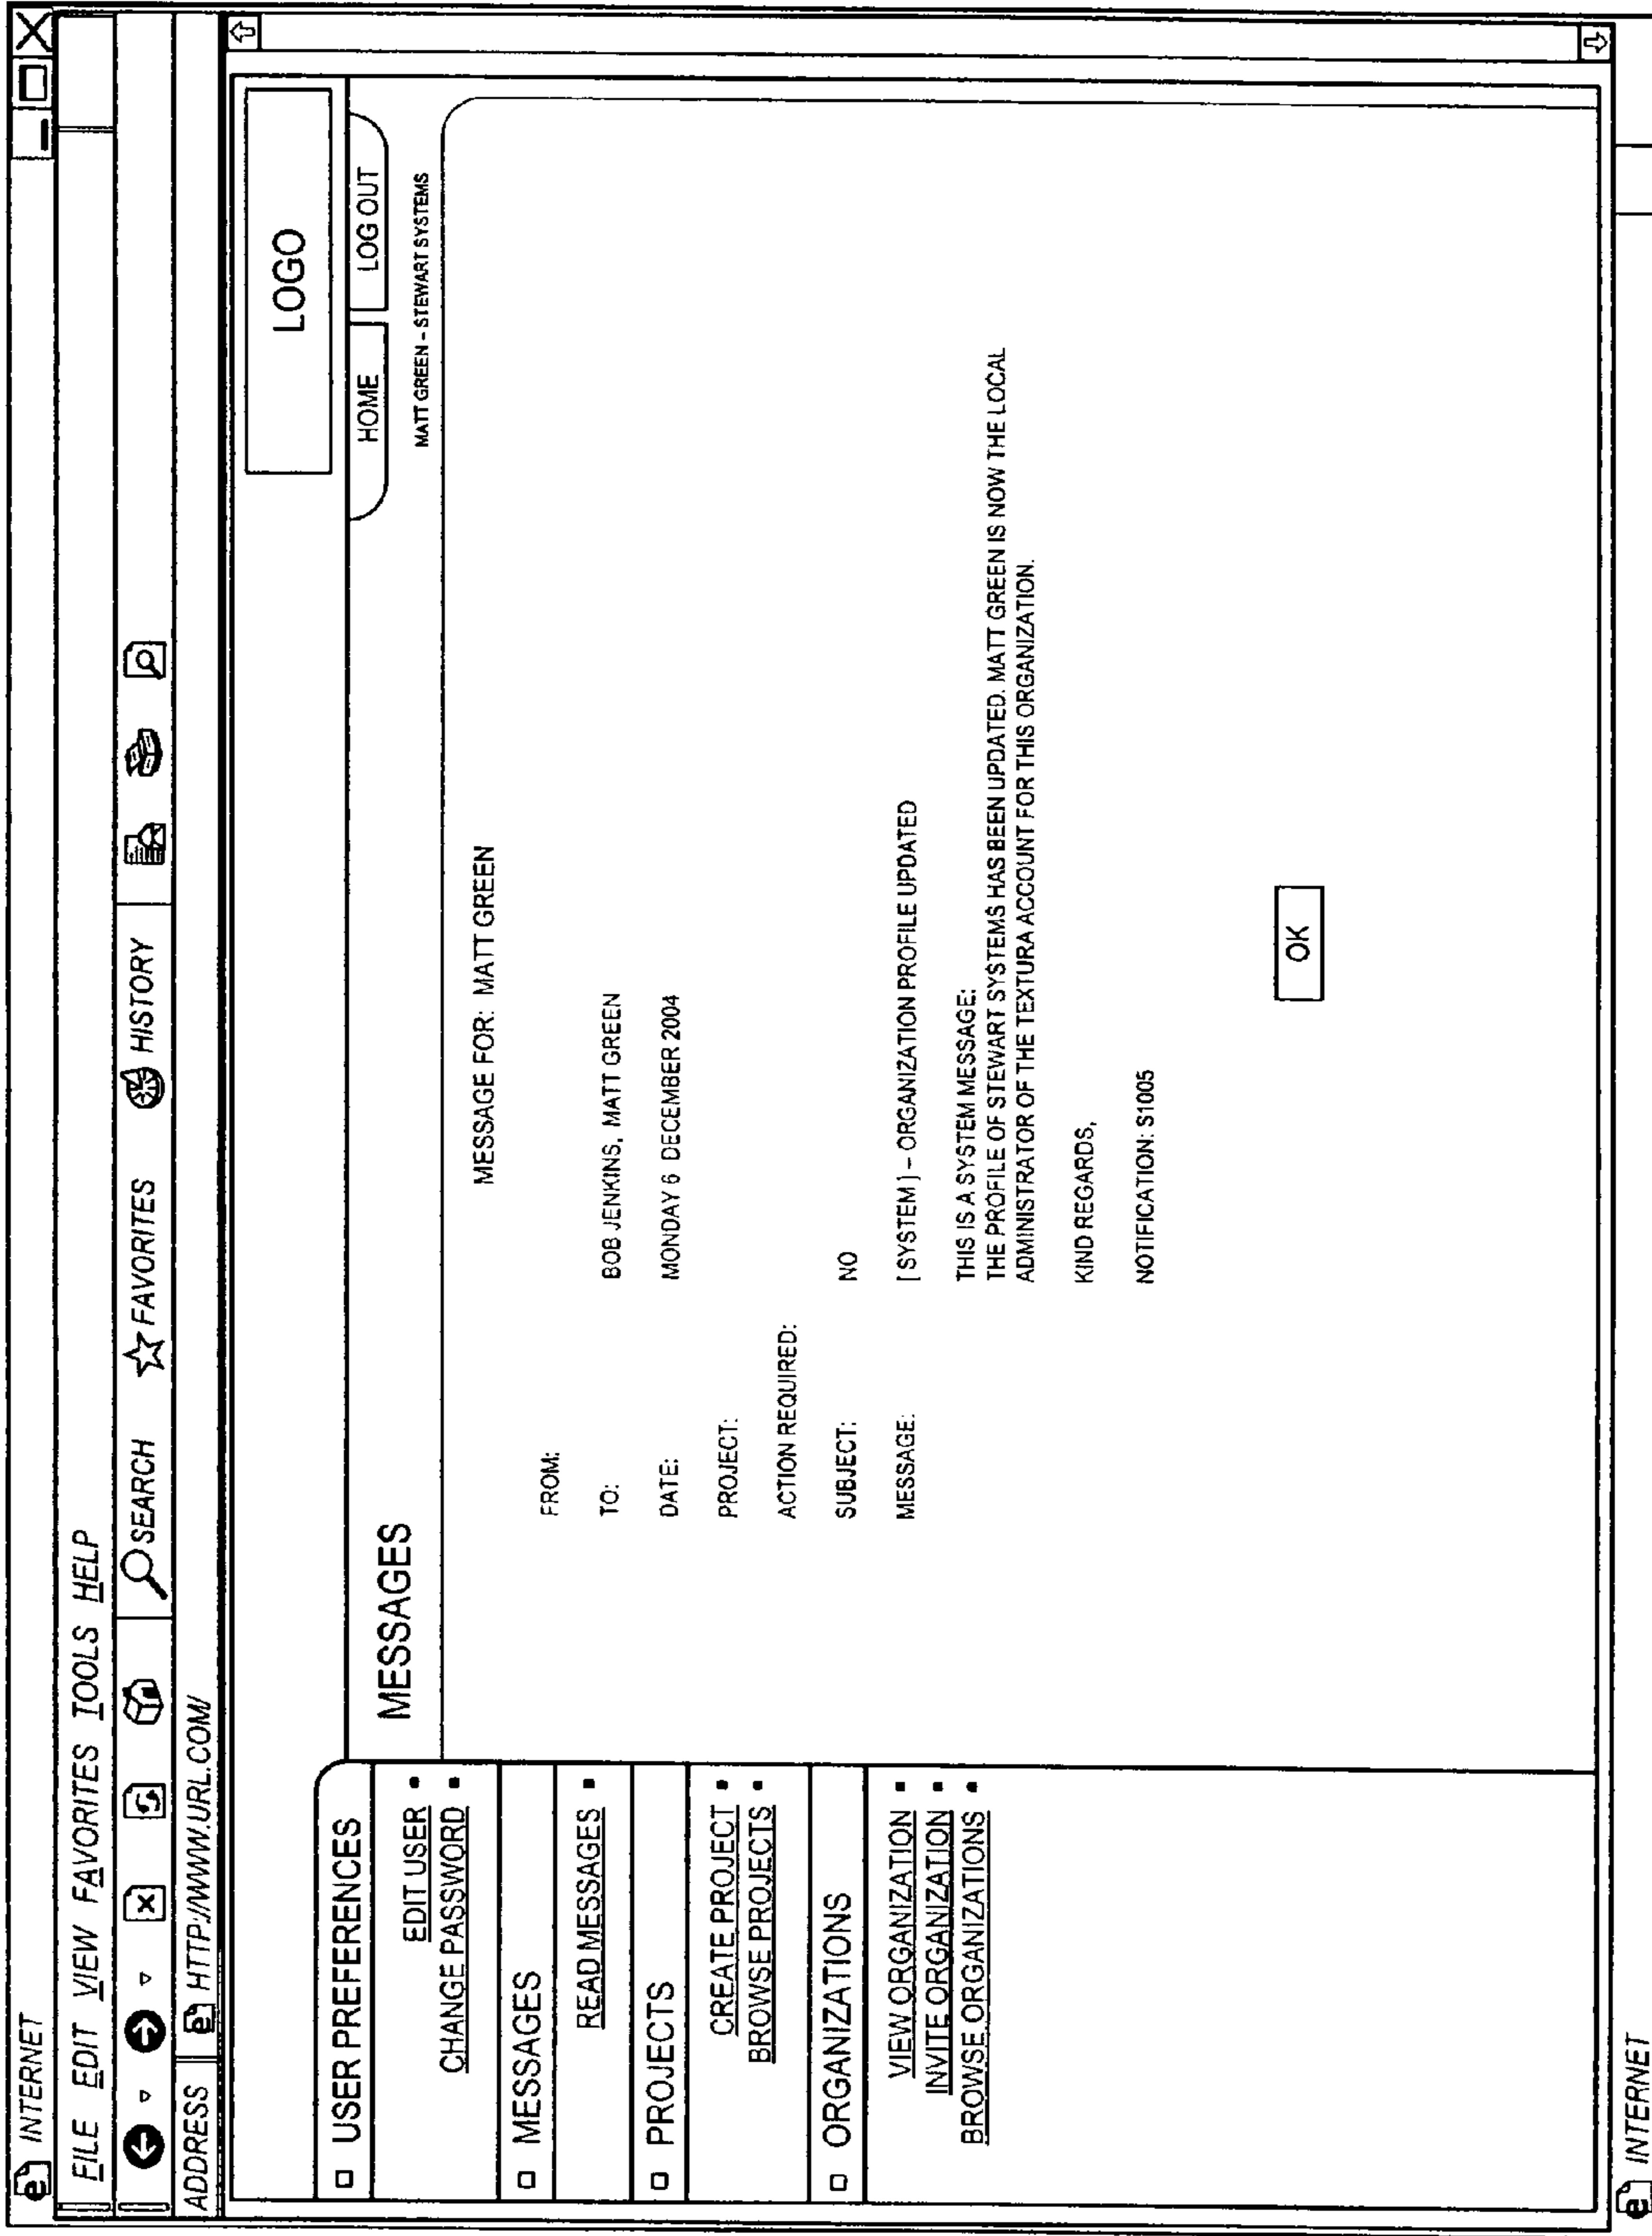 INTERNET
FILE EDIT VIEW FAVORITES TOOLS HELP
SEARCH FAVORITES HISTORY
ADDRESS HTTP://WWW.URL.COM/
LOGO
HOME LOG OUT
MATT GREEN – STEWART SYSTEMS
USER PREFERENCES
EDIT USER
CHANGE PASSWORD
MESSAGES
READ MESSAGES
PROJECTS
CREATE PROJECT
BROWSE PROJECTS
ORGANIZATIONS
VIEW ORGANIZATION
INVITE ORGANIZATION
BROWSE ORGANIZATIONS
MESSAGES
MESSAGE FOR: MATT GREEN
FROM:
TO: BOB JENKINS, MATT GREEN
DATE: MONDAY 6 DECEMBER 2004
PROJECT:
ACTION REQUIRED:
SUBJECT: NO
MESSAGE: [ SYSTEM ] – ORGANIZATION PROFILE UPDATED
THIS IS A SYSTEM MESSAGE:
THE PROFILE OF STEWART SYSTEMS HAS BEEN UPDATED. MATT GREEN IS NOW THE LOCAL
ADMINISTRATOR OF THE TEXTURA ACCOUNT FOR THIS ORGANIZATION.
KIND REGARDS,
NOTIFICATION: S1005
OK
INTERNET